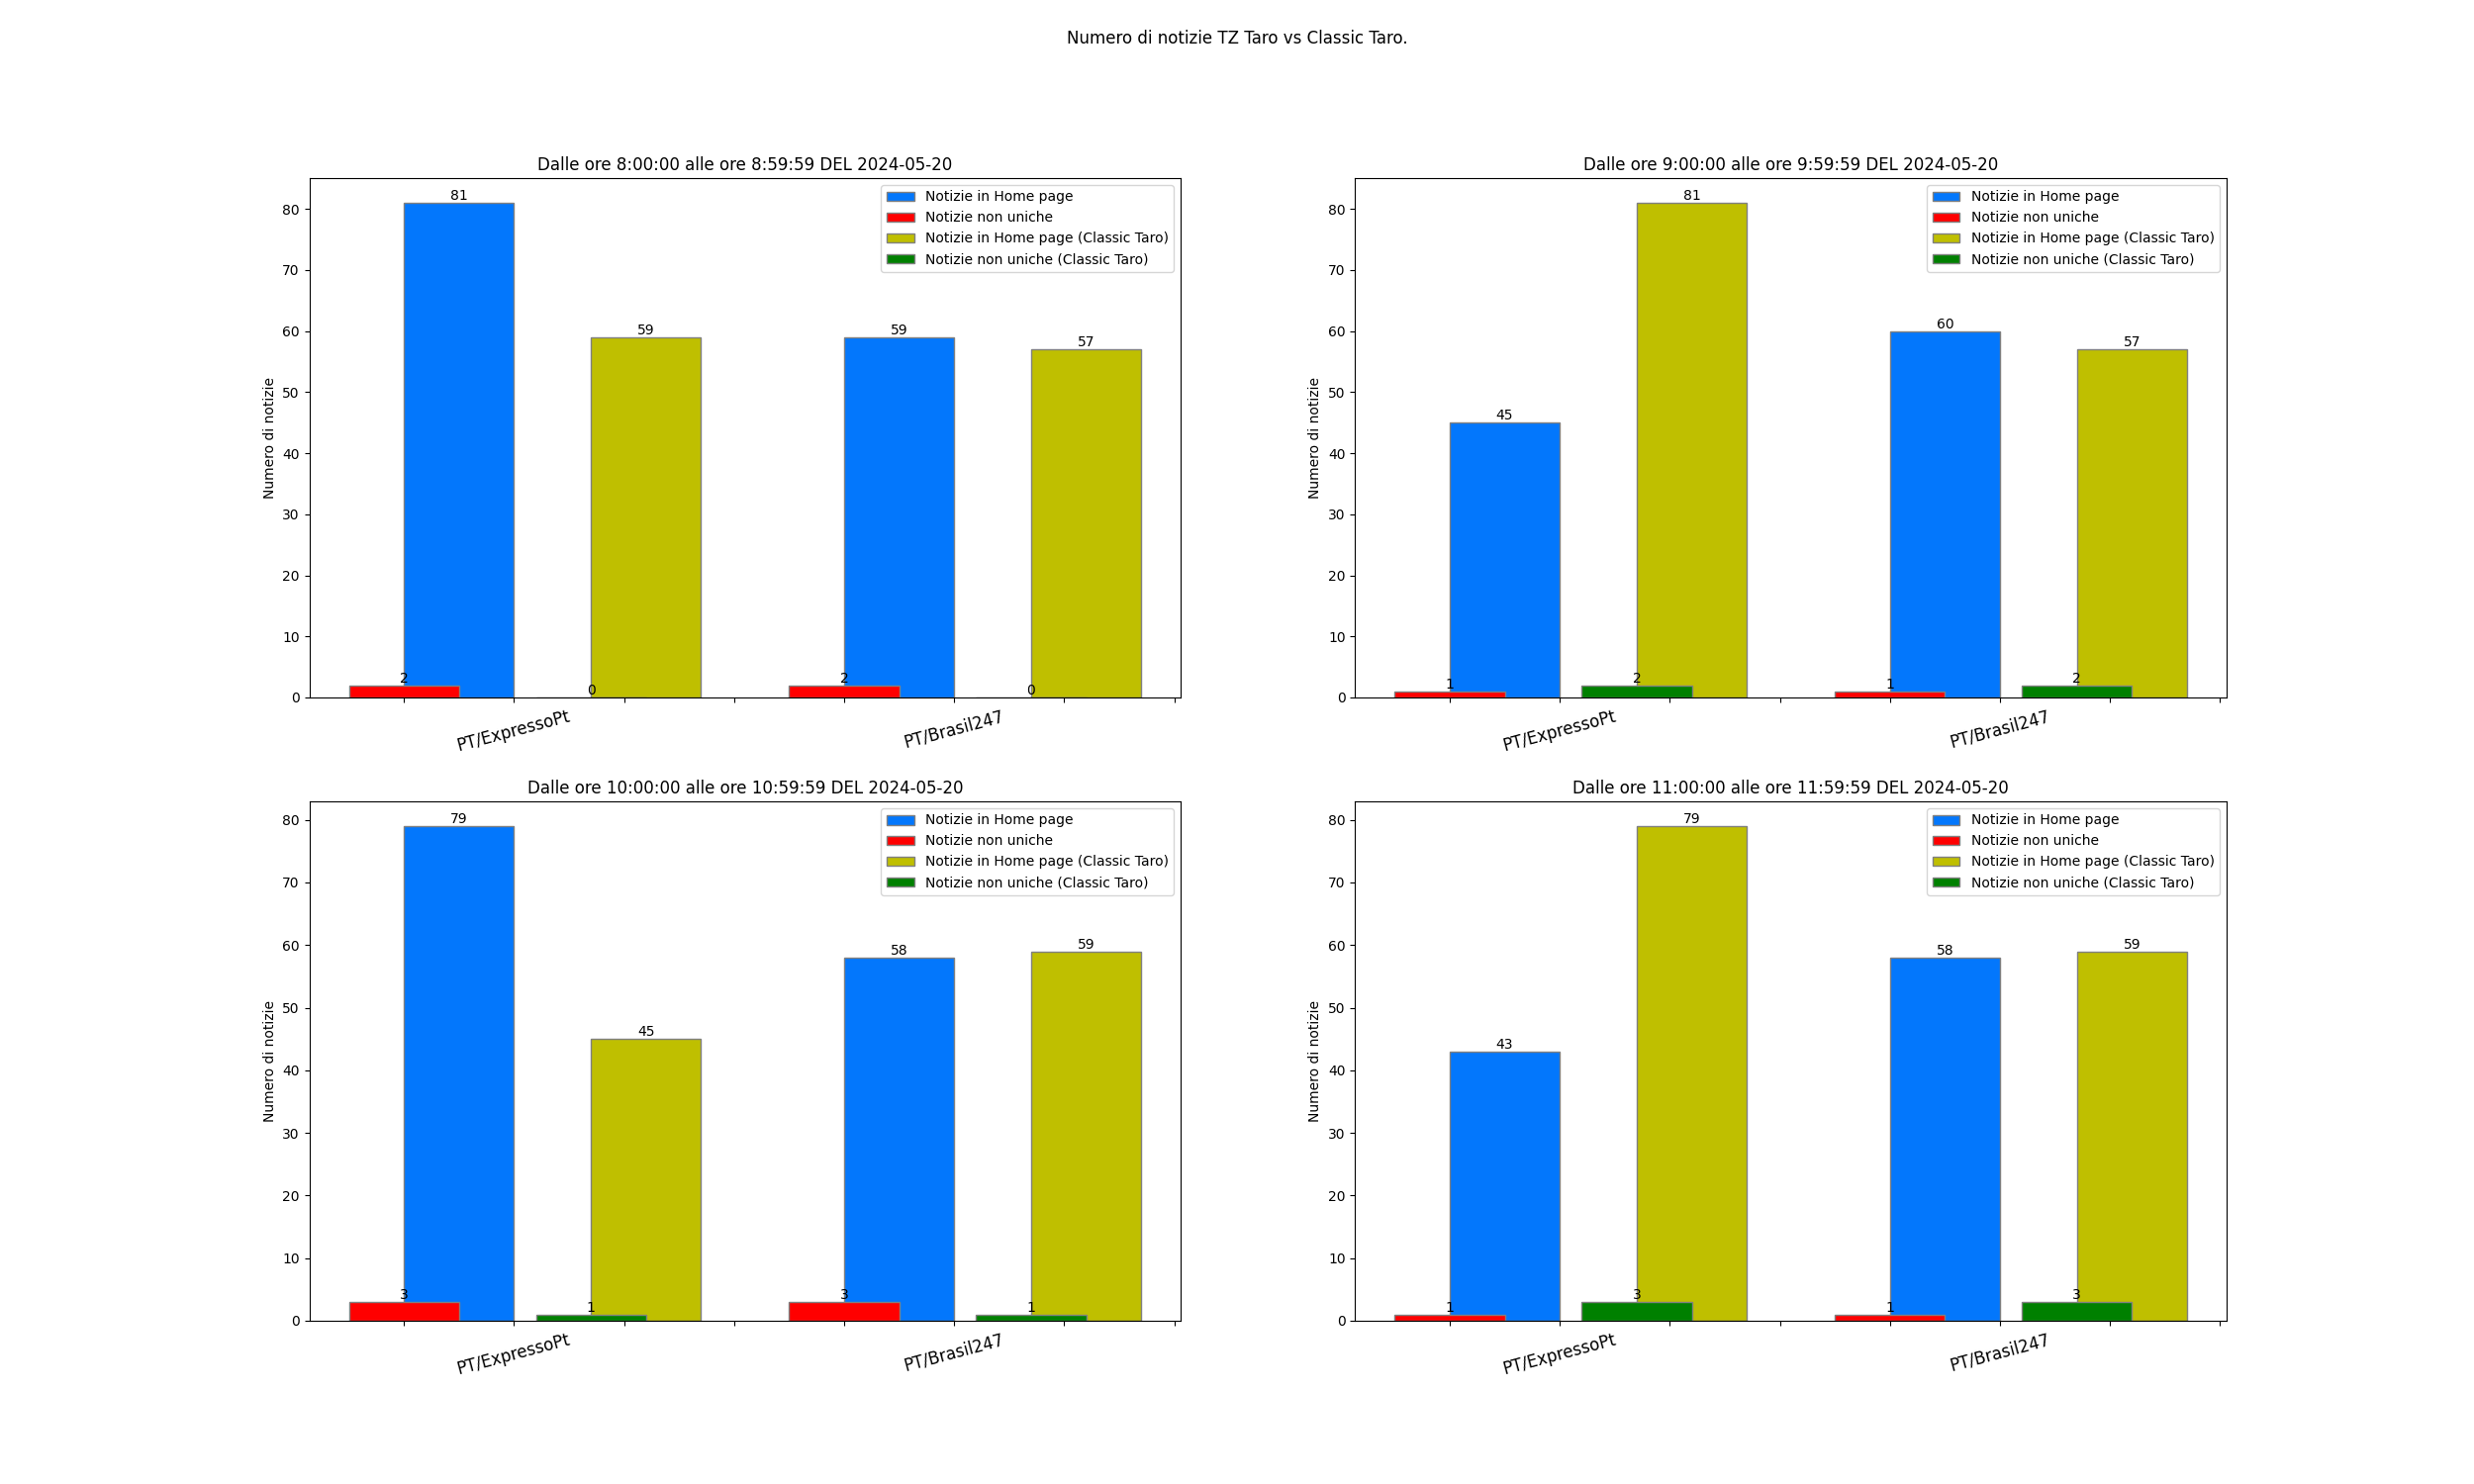 Numero di notizie TZ Taro vs Classic Taro.
Dalle ore 8:00:00 alle ore 8:59:59 DEL 2024-05-20
Numero di notizie
80
70
60
50
40
30
20
10
0
81
59
59
57
2
0
2
0
Notizie in Home page
Notizie non uniche
Notizie in Home page (Classic Taro)
Notizie non uniche (Classic Taro)
PT/ExpressoPt
PT/Brasil247
Dalle ore 9:00:00 alle ore 9:59:59 DEL 2024-05-20
Numero di notizie
80
70
60
50
40
30
20
10
0
45
81
60
57
1
2
1
2
Notizie in Home page
Notizie non uniche
Notizie in Home page (Classic Taro)
Notizie non uniche (Classic Taro)
PT/ExpressoPt
PT/Brasil247
Dalle ore 10:00:00 alle ore 10:59:59 DEL 2024-05-20
Numero di notizie
80
70
60
50
40
30
20
10
0
79
45
58
59
3
1
3
1
Notizie in Home page
Notizie non uniche
Notizie in Home page (Classic Taro)
Notizie non uniche (Classic Taro)
PT/ExpressoPt
PT/Brasil247
Dalle ore 11:00:00 alle ore 11:59:59 DEL 2024-05-20
Numero di notizie
80
70
60
50
40
30
20
10
0
43
79
58
59
1
3
1
3
Notizie in Home page
Notizie non uniche
Notizie in Home page (Classic Taro)
Notizie non uniche (Classic Taro)
PT/ExpressoPt
PT/Brasil247